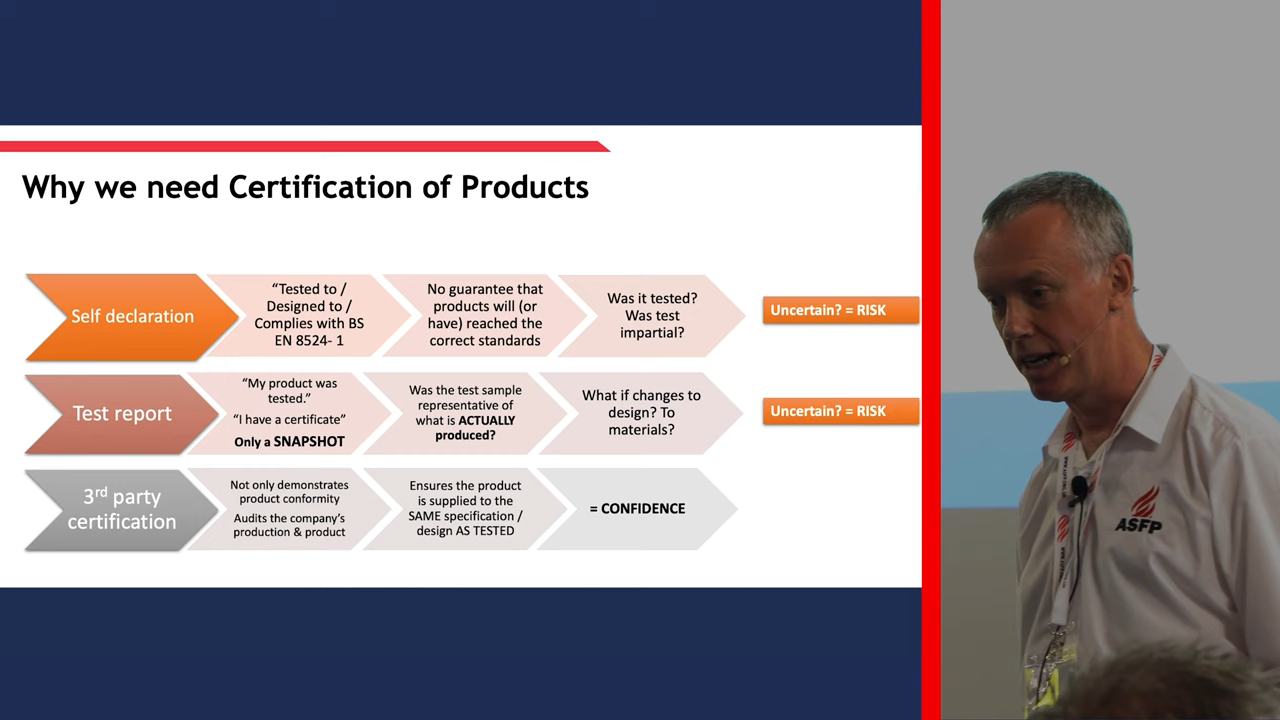 Why we need Certification of Products
Self declaration
“Tested to /
Designed to /
Complies with BS
EN 8524- 1
No guarantee that
products will (or
have) reached the
correct standards
Was it tested?
Was test
impartial?
Uncertain? = RISK
Test report
“My product was
tested.”
“I have a certificate”
Only a SNAPSHOT
Was the test sample
representative of
what is ACTUALLY
produced?
What if changes to
design? To
materials?
Uncertain? = RISK
3rd party
certification
Not only demonstrates
product conformity
Audits the company’s
production & product
Ensures the product
is supplied to the
SAME specification /
design AS TESTED
= CONFIDENCE
ASFP